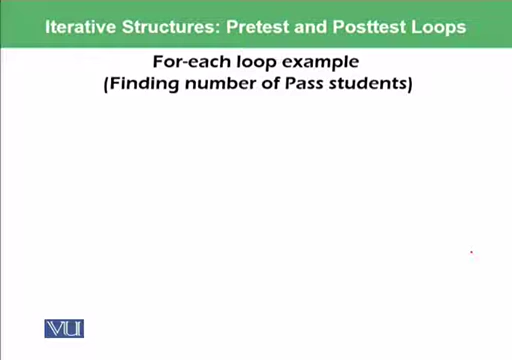 Iterative Structures: Pretest and Posttest Loops
For-each loop example
(Finding number of Pass students)
VU